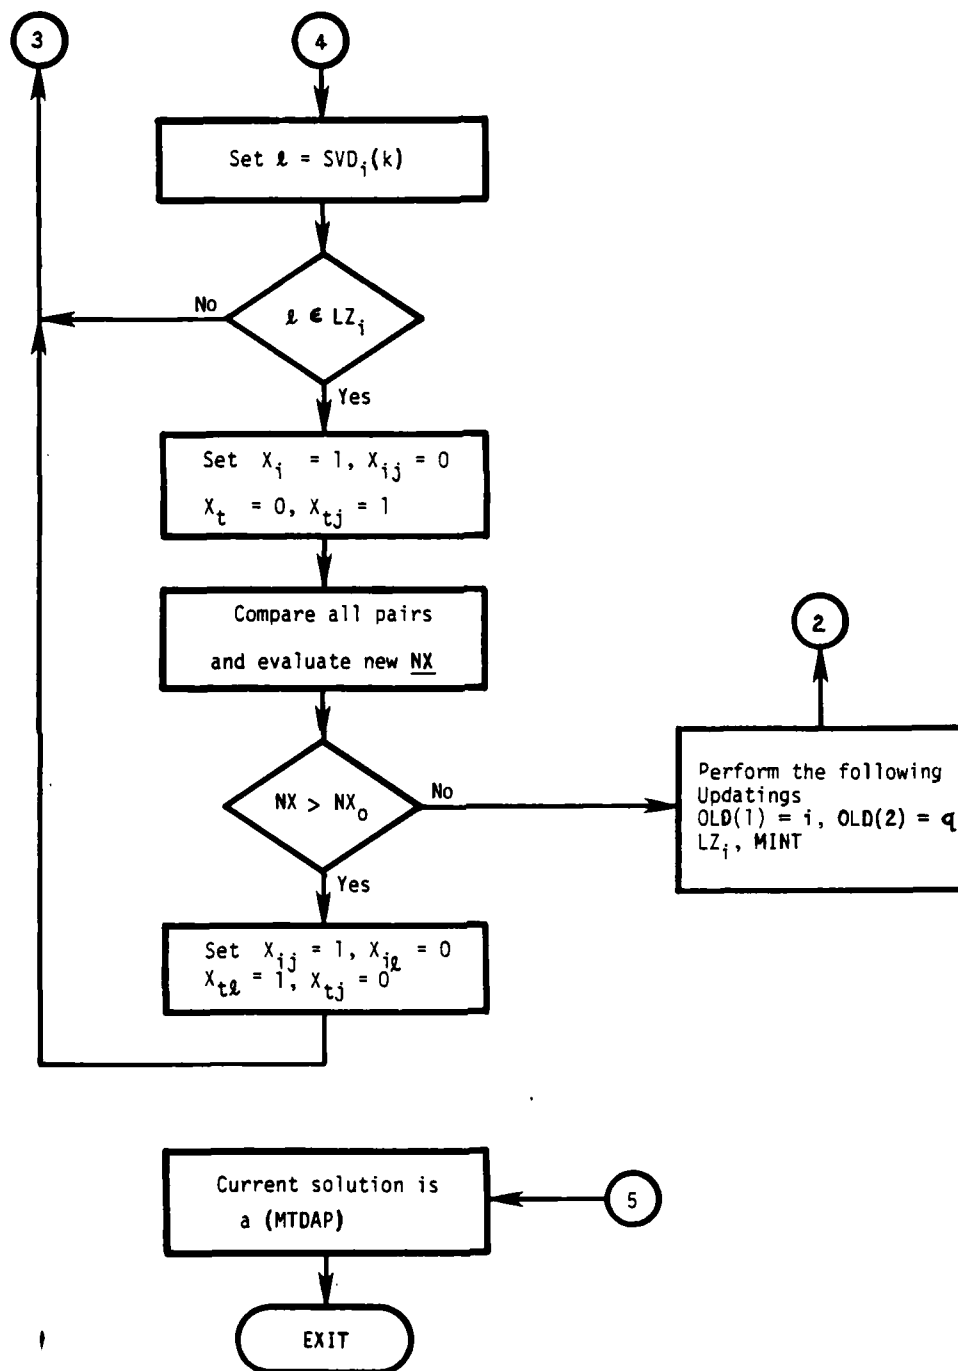 3
4
Set ℓ = SVD_i(k)
No
ℓ ∈ LZ_i
Yes
Set X_i = 1, X_ij = 0
X_t = 0, X_tj = 1
Compare all pairs
and evaluate new NX
2
NX > NX_o
No
Perform the following
Updatings
OLD(1) = i, OLD(2) = q
LZ_i, MINT
Yes
Set X_ij = 1, X_iℓ = 0
X_tℓ = 1, X_tj = 0
Current solution is
a (MTDAP)
5
EXIT